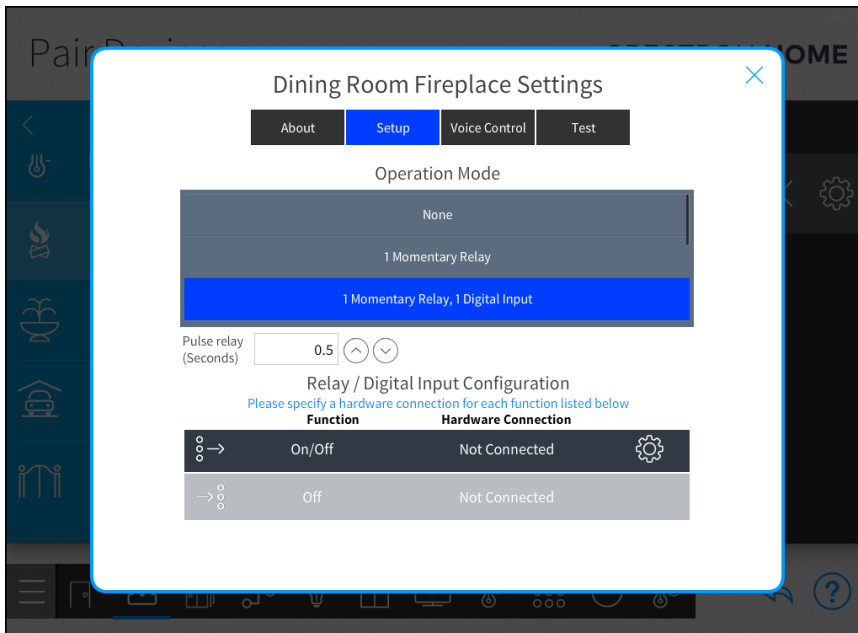 Pair
OME
Dining Room Fireplace Settings
About Setup Voice Control Test
Operation Mode
None
1 Momentary Relay
1 Momentary Relay, 1 Digital Input
Pulse relay
(Seconds)
0.5
Relay / Digital Input Configuration
Please specify a hardware connection for each function listed below
Function Hardware Connection
On/Off Not Connected
Off Not Connected
?